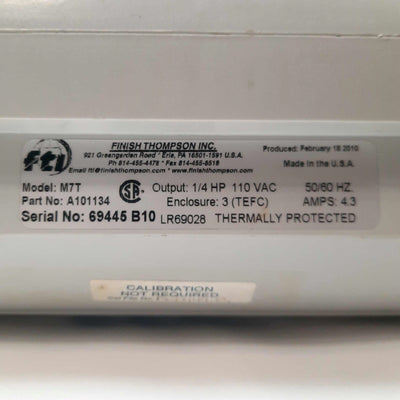 FINISH THOMPSON INC.
921 Greengarden Road * Erie, PA 16501-1591 U.S.A.
Ph 814-455-4478 * Fax 814-455-8518
Email fti@finishthompson.com * www.finishthompson.com
fti
Produced: February 18 2010
Made in the U.S.A.
Model: M7T
Output: 1/4 HP 110 VAC 50/60 HZ.
Part No: A101134
Enclosure: 3 (TEFC) AMPS: 4.3
Serial No: 69445 B10 LR69028 THERMALLY PROTECTED
CALIBRATION
NOT REQUIRED